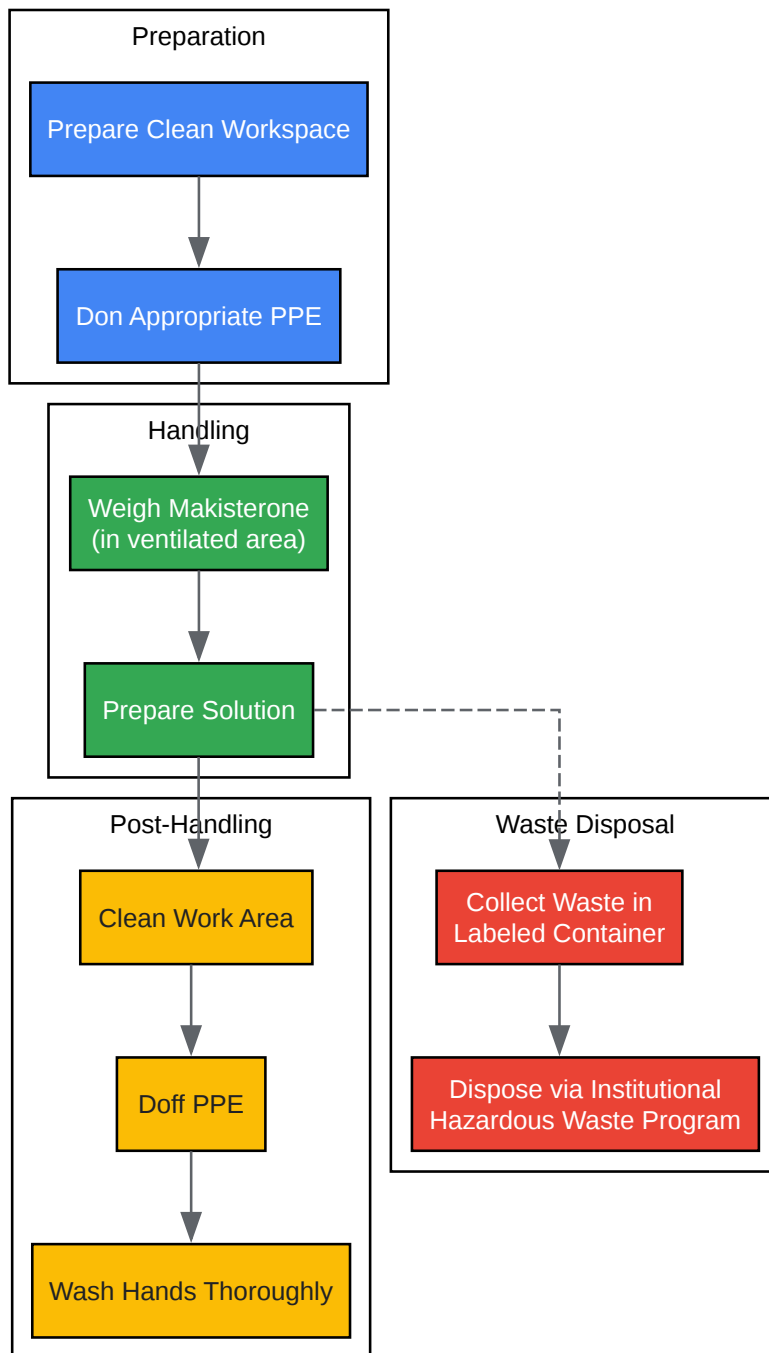 Preparation
Prepare Clean Workspace
Don Appropriate PPE
Handling
Weigh Makisterone
(in ventilated area)
Prepare Solution
Post-Handling
Clean Work Area
Doff PPE
Wash Hands Thoroughly
Waste Disposal
Collect Waste in
Labeled Container
Dispose via Institutional
Hazardous Waste Program